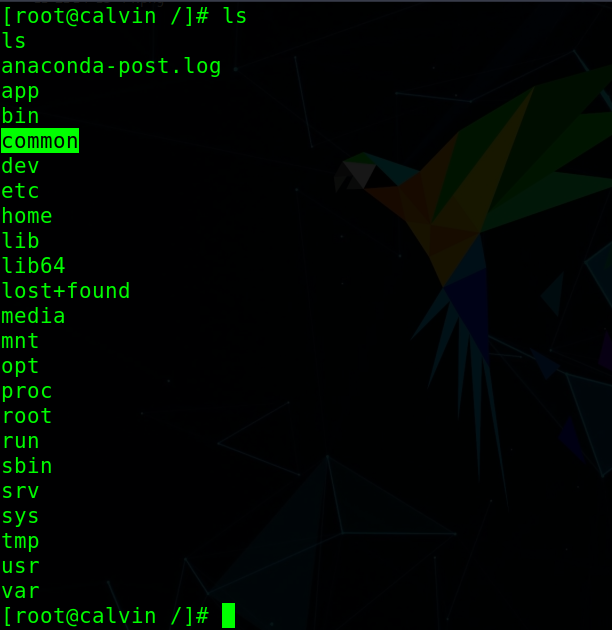 [root@calvin /]# ls
ls
anaconda-post.log
app
bin
common
dev
etc
home
lib
lib64
lost+found
media
mnt
opt
proc
root
run
sbin
srv
sys
tmp
usr
var
[root@calvin /]#